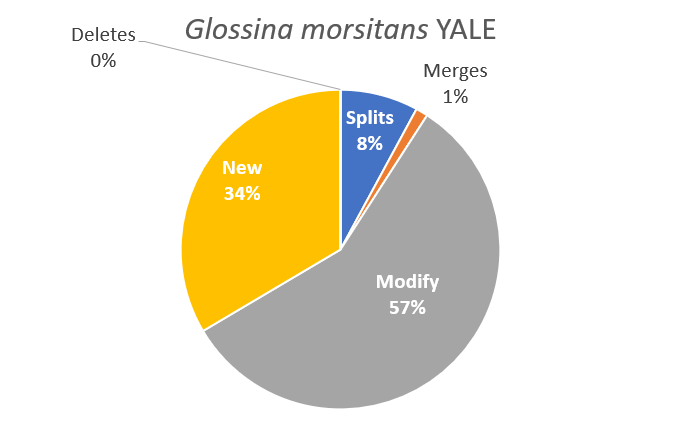 Glossina morsitans YALE
Deletes
0%
Merges
1%
Splits
8%
New
34%
Modify
57%